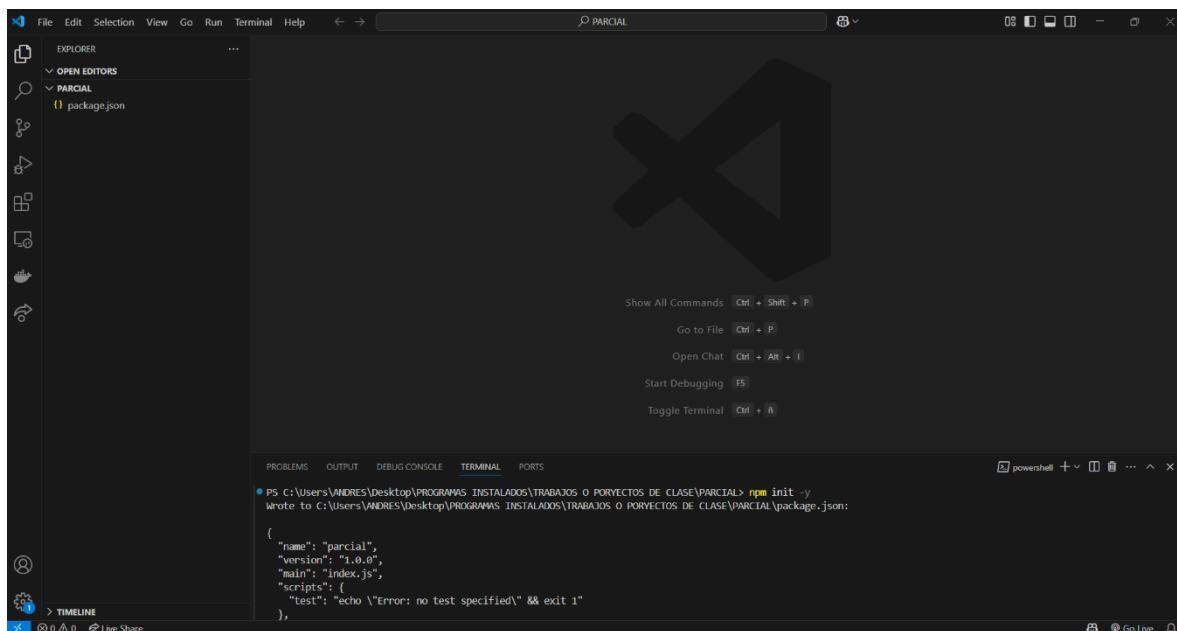 File Edit Selection View Go Run Terminal Help
PARCIAL
EXPLORER
OPEN EDITORS
PARCIAL
{} package.json
Show All Commands Ctrl + Shift + P
Go to File Ctrl + P
Open Chat Ctrl + Alt + I
Start Debugging F5
Toggle Terminal Ctrl + Ñ
PROBLEMS OUTPUT DEBUG CONSOLE TERMINAL PORTS
powershell
PS C:\Users\ANDRES\Desktop\PROGRAMAS INSTALADOS\TRABAJOS O PORYECTOS DE CLASE\PARCIAL> npm init -y
Wrote to C:\Users\ANDRES\Desktop\PROGRAMAS INSTALADOS\TRABAJOS O PORYECTOS DE CLASE\PARCIAL\package.json:
{
"name": "parcial",
"version": "1.0.0",
"main": "index.js",
"scripts": {
"test": "echo \"Error: no test specified\" && exit 1"
},
1
TIMELINE
0 0 Live Share
Go Live